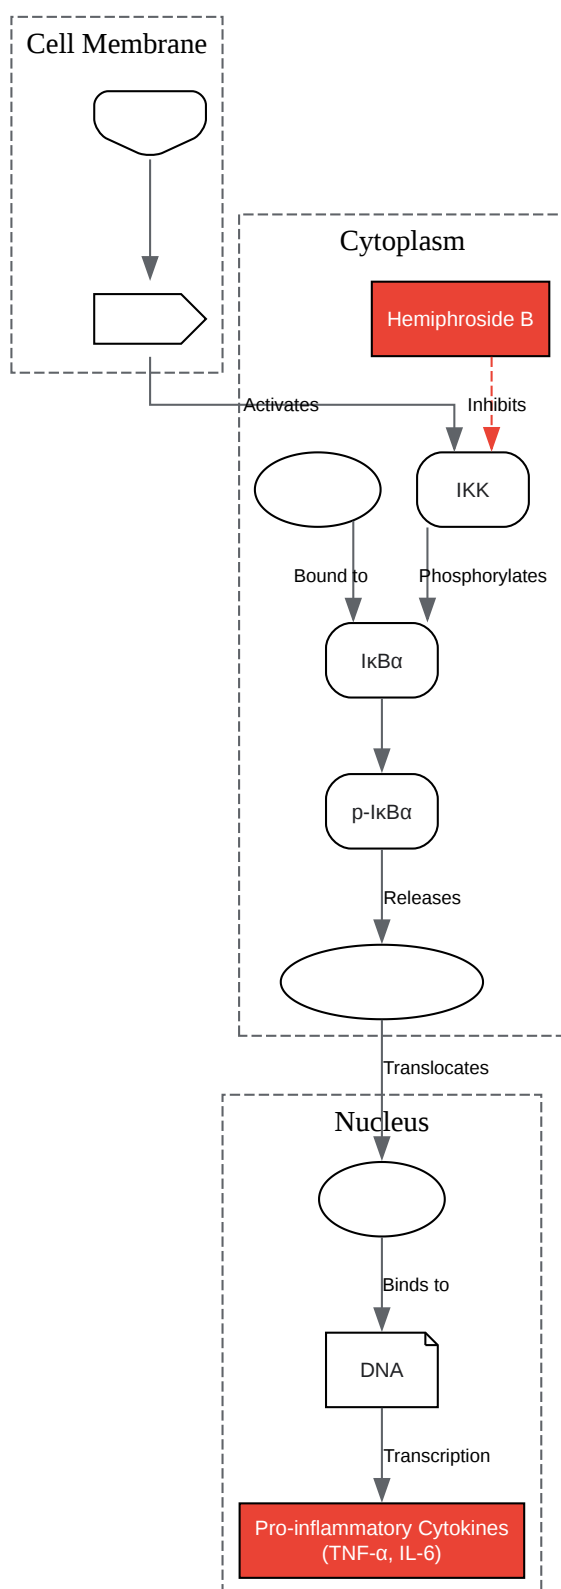 Cell Membrane
Cytoplasm
Hemiphroside B
Activates
Inhibits
IKK
Bound to
Phosphorylates
IκBα
p-IκBα
Releases
Translocates
Nucleus
Binds to
DNA
Transcription
Pro-inflammatory Cytokines
(TNF-α, IL-6)